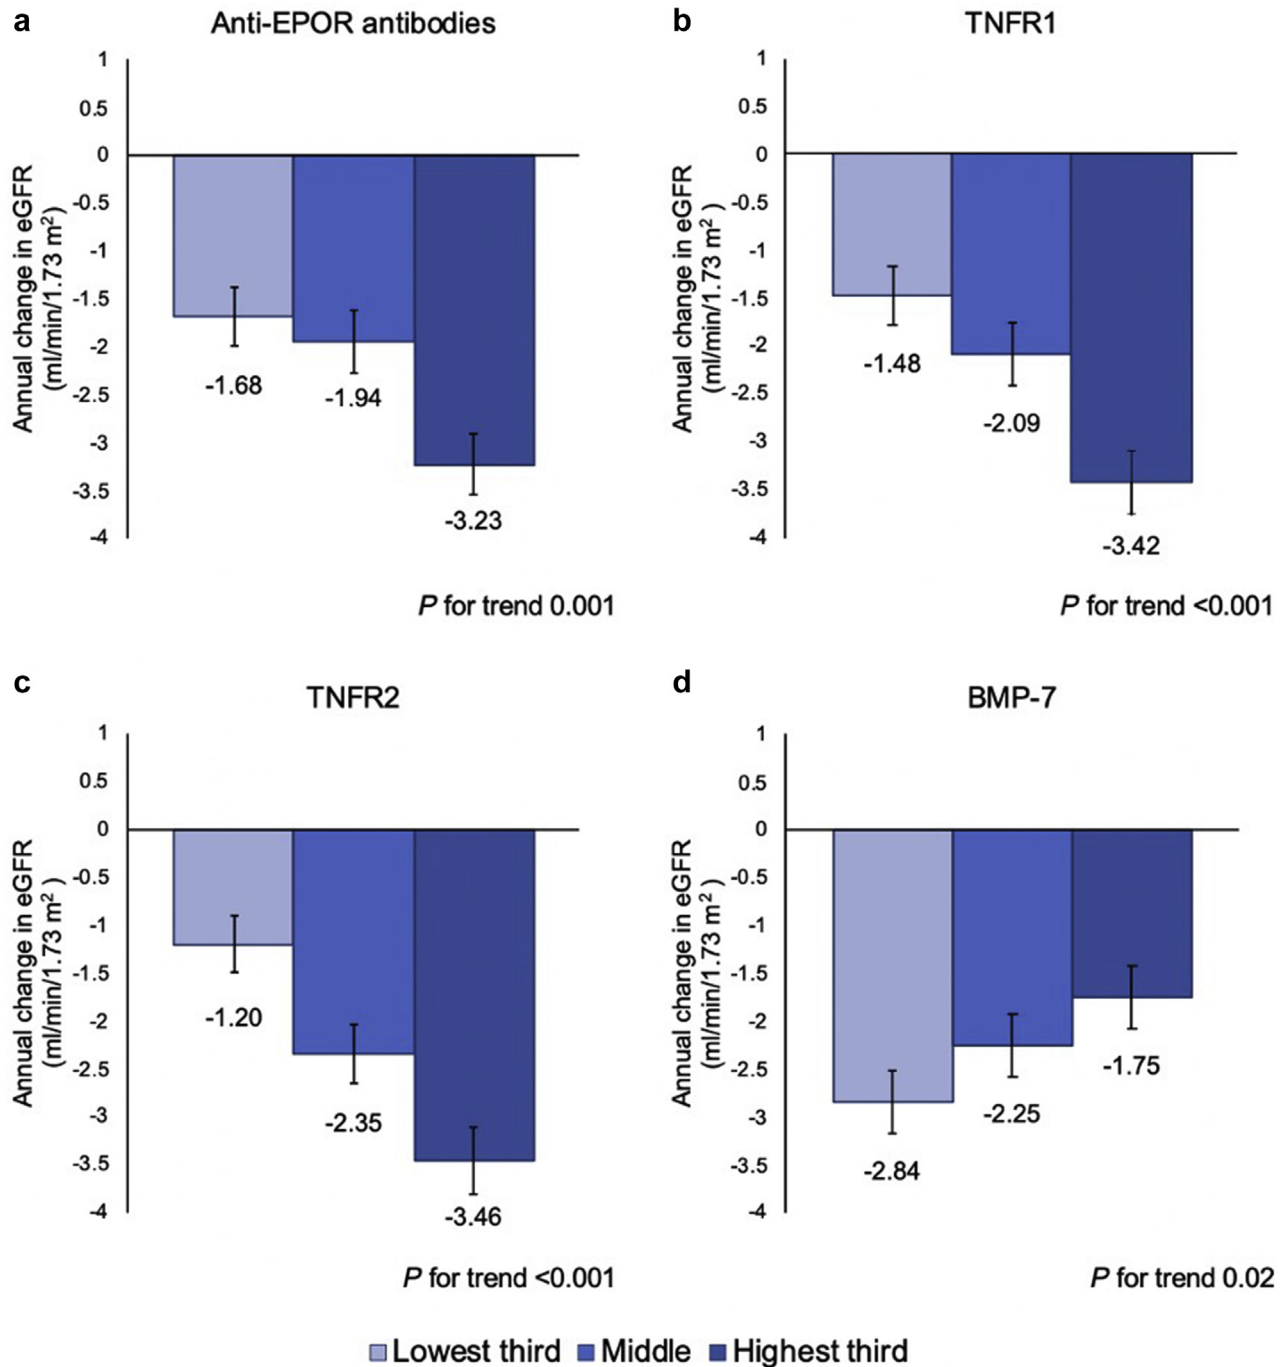 a
Anti-EPOR antibodies
1
0.5
0
-0.5
-1
-1.5
-2
-2.5
-3
-3.5
-4
Annual change in eGFR
(ml/min/1.73 m²)
-1.68
-1.94
-3.23
P for trend 0.001
b
TNFR1
1
0.5
0
-0.5
-1
-1.5
-2
-2.5
-3
-3.5
-4
Annual change in eGFR
(ml/min/1.73 m² )
-1.48
-2.09
-3.42
P for trend <0.001
c
TNFR2
1
0.5
0
-0.5
-1
-1.5
-2
-2.5
-3
-3.5
-4
Annual change in eGFR
(ml/min/1.73 m² )
-1.20
-2.35
-3.46
P for trend <0.001
d
BMP-7
1
0.5
0
-0.5
-1
-1.5
-2
-2.5
-3
-3.5
-4
Annual change in eGFR
(ml/min/1.73 m² )
-2.84
-2.25
-1.75
P for trend 0.02
Lowest third Middle Highest third